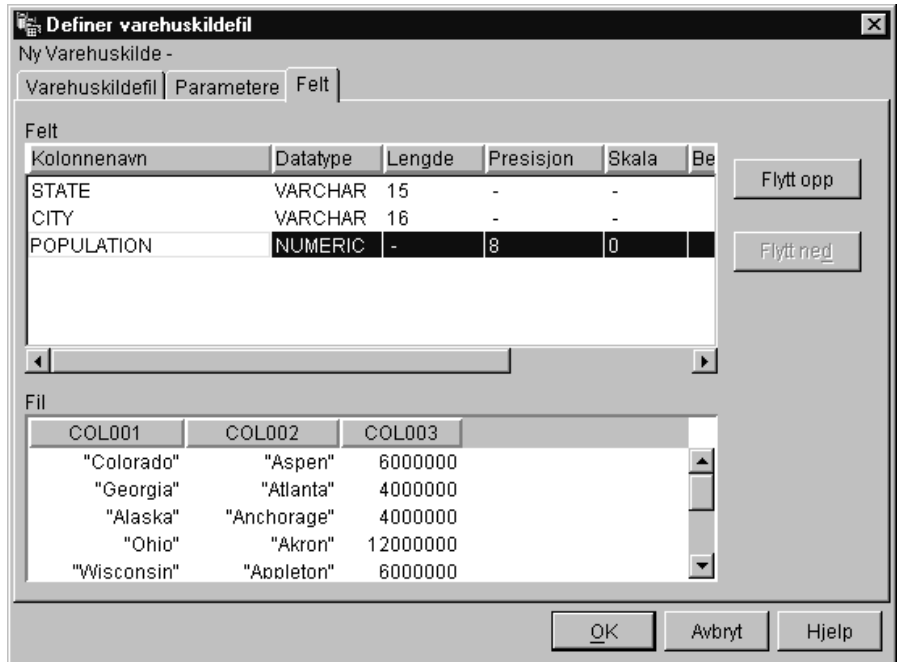 Definer varehuskildefil
Ny Varehuskilde -
Varehuskildefil Parametere Felt
Felt
Kolonnenavn Datatype Lengde Presisjon Skala Be
STATE VARCHAR 15 - -
CITY VARCHAR 16 - -
POPULATION NUMERIC - 8 0
Flytt opp
Flytt ned
Fil
COL001 COL002 COL003
"Colorado" "Aspen" 6000000
"Georgia" "Atlanta" 4000000
"Alaska" "Anchorage" 4000000
"Ohio" "Akron" 12000000
"Wisconsin" "Appleton" 6000000
OK Avbryt Hjelp